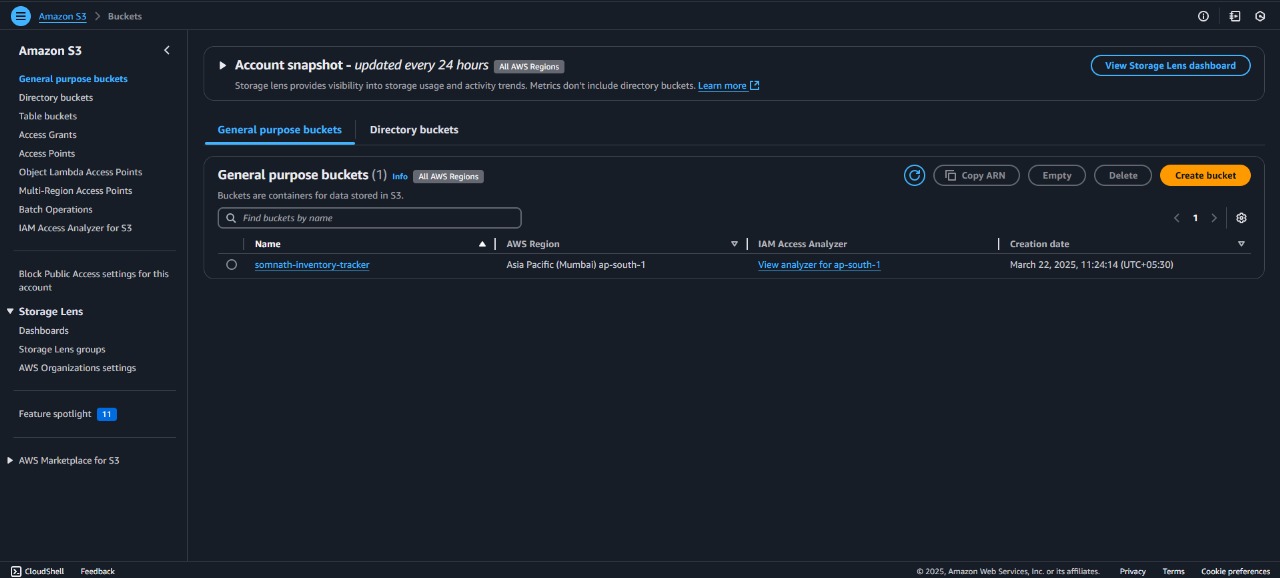 Amazon S3 > Buckets
Amazon S3
General purpose buckets
Directory buckets
Table buckets
Access Grants
Access Points
Object Lambda Access Points
Multi-Region Access Points
Batch Operations
IAM Access Analyzer for S3
Block Public Access settings for this
account
Storage Lens
Dashboards
Storage Lens groups
AWS Organizations settings
Feature spotlight 11
AWS Marketplace for S3
Account snapshot - updated every 24 hours All AWS Regions
View Storage Lens dashboard
Storage lens provides visibility into storage usage and activity trends. Metrics don't include directory buckets. Learn more
General purpose buckets Directory buckets
General purpose buckets (1) Info All AWS Regions
Copy ARN Empty Delete Create bucket
Buckets are containers for data stored in S3.
Find buckets by name
1
Name AWS Region IAM Access Analyzer Creation date
somnath-inventory-tracker Asia Pacific (Mumbai) ap-south-1 View analyzer for ap-south-1 March 22, 2025, 11:24:14 (UTC+05:30)
CloudShell Feedback © 2025, Amazon Web Services, Inc. or its affiliates. Privacy Terms Cookie preferences